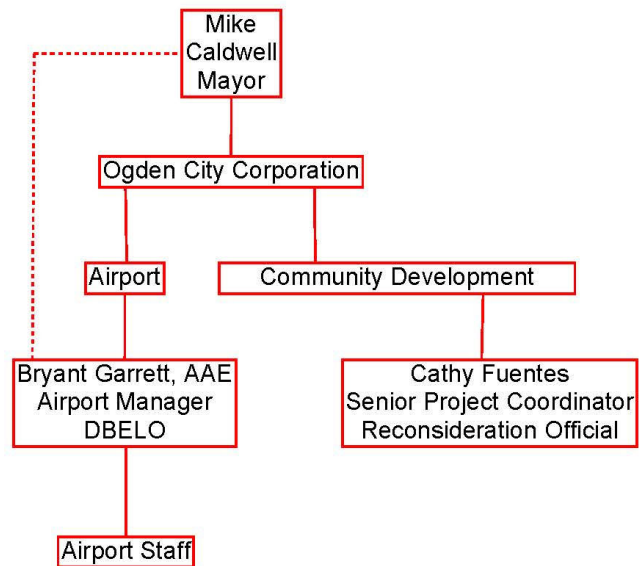 Mike
Caldwell
Mayor
Ogden City Corporation
Airport
Community Development
Bryant Garrett, AAE
Airport Manager
DBELO
Cathy Fuentes
Senior Project Coordinator
Reconsideration Official
Airport Staff